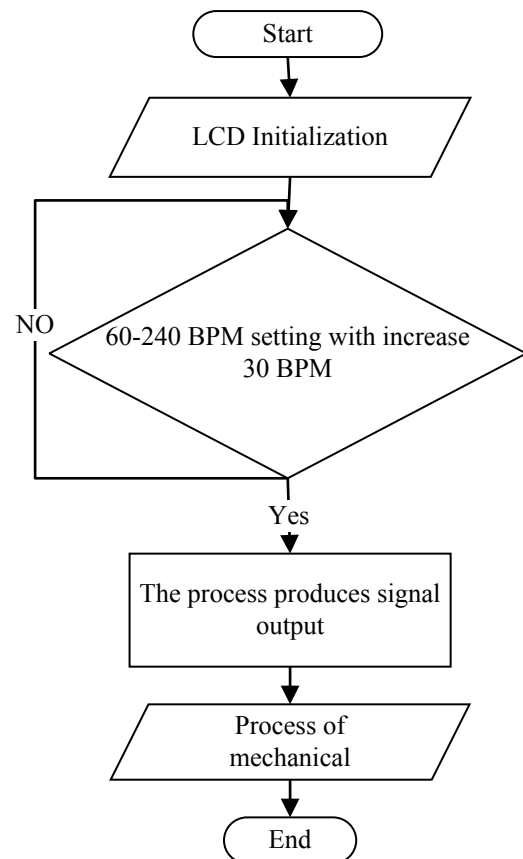 Start
LCD Initialization
NO
60-240 BPM setting with increase
30 BPM
Yes
The process produces signal
output
Process of
mechanical
End